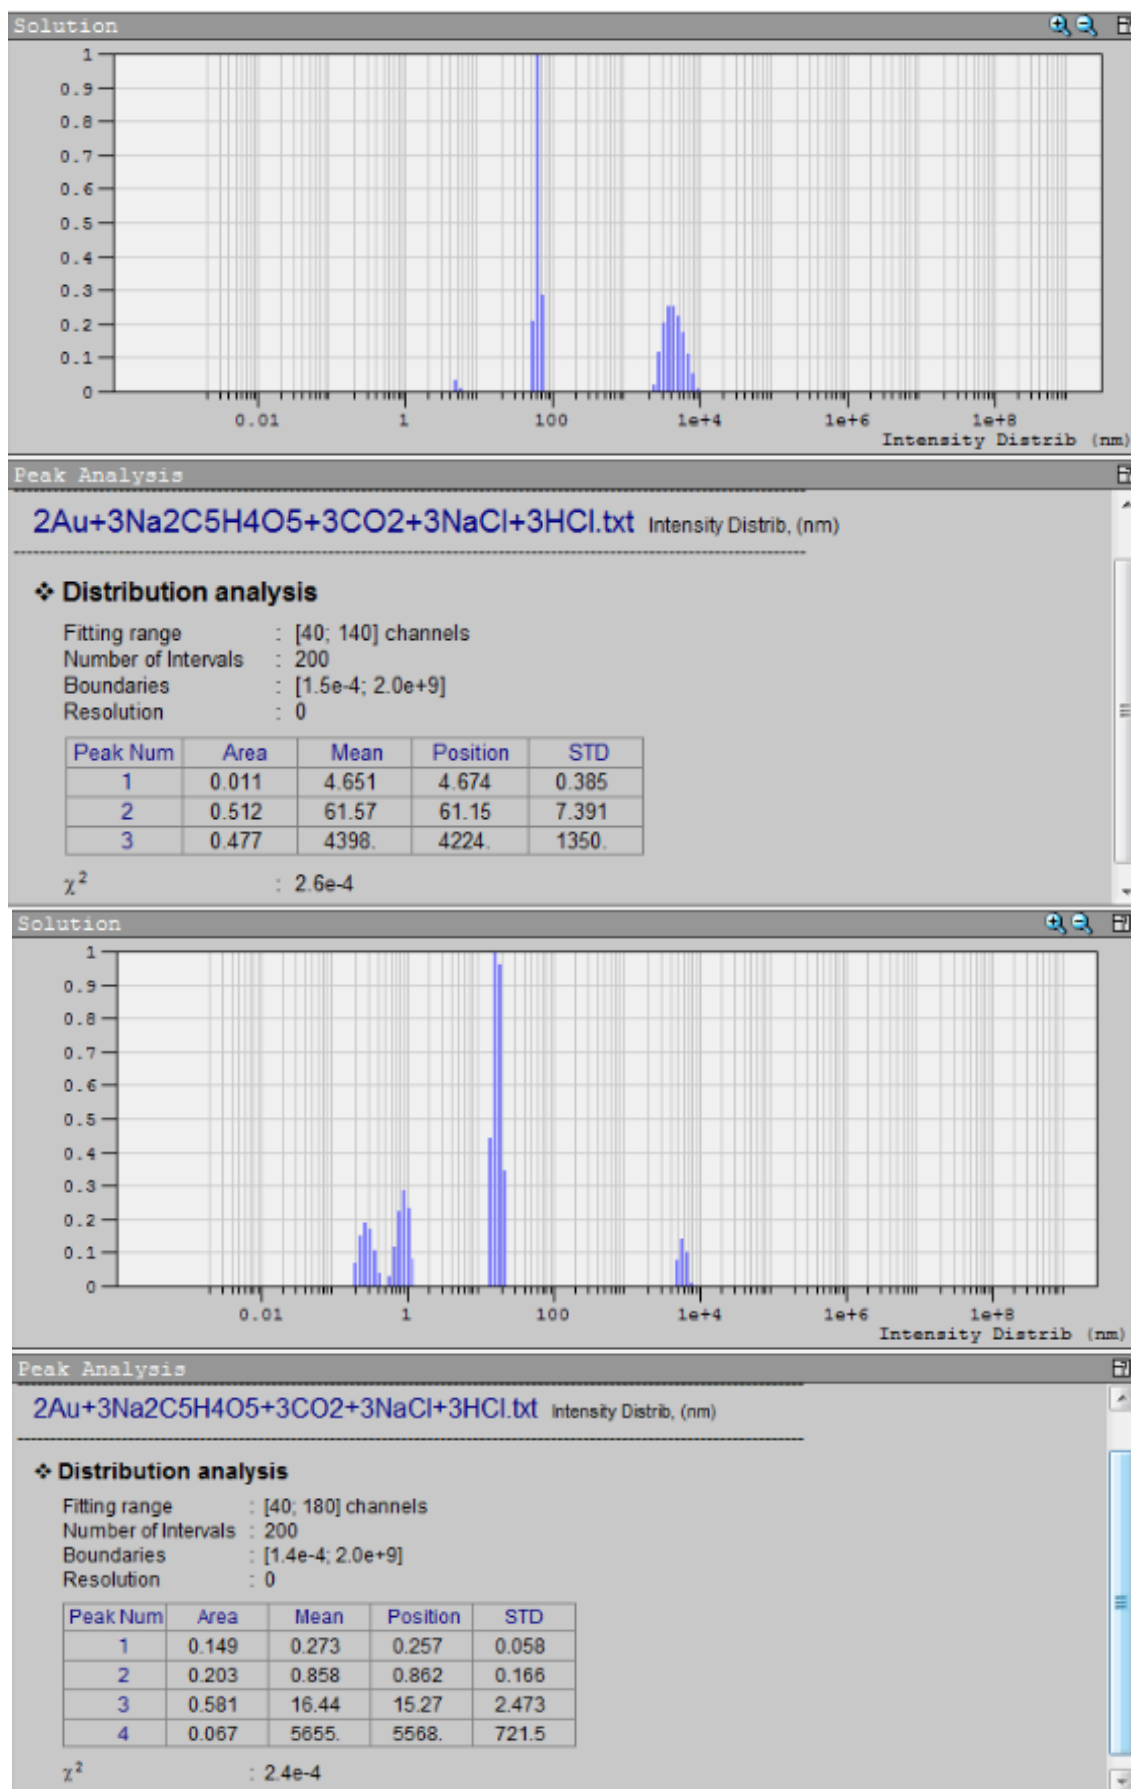 Solution
1
0.9
0.8
0.7
0.6
0.5
0.4
0.3
0.2
0.1
0
0.01 1 100 1e+4 1e+6 1e+8
Intensity Distrib (nm)
Peak Analysis
2Au+3Na2C5H4O5+3CO2+3NaCl+3HCl.txt Intensity Distrib, (nm)
❖ Distribution analysis
Fitting range : [40; 140] channels
Number of Intervals : 200
Boundaries : [1.5e-4; 2.0e+9]
Resolution : 0
Peak Num Area Mean Position STD
1 0.011 4.651 4.674 0.385
2 0.512 61.57 61.15 7.391
3 0.477 4398. 4224. 1350.
χ² : 2.6e-4
Solution
1
0.9
0.8
0.7
0.6
0.5
0.4
0.3
0.2
0.1
0
0.01 1 100 1e+4 1e+6 1e+8
Intensity Distrib (nm)
Peak Analysis
2Au+3Na2C5H4O5+3CO2+3NaCl+3HCl.txt Intensity Distrib, (nm)
❖ Distribution analysis
Fitting range : [40; 180] channels
Number of Intervals : 200
Boundaries : [1.4e-4; 2.0e+9]
Resolution : 0
Peak Num Area Mean Position STD
1 0.149 0.273 0.257 0.058
2 0.203 0.858 0.862 0.166
3 0.581 16.44 15.27 2.473
4 0.067 5655. 5568. 721.5
χ² : 2.4e-4